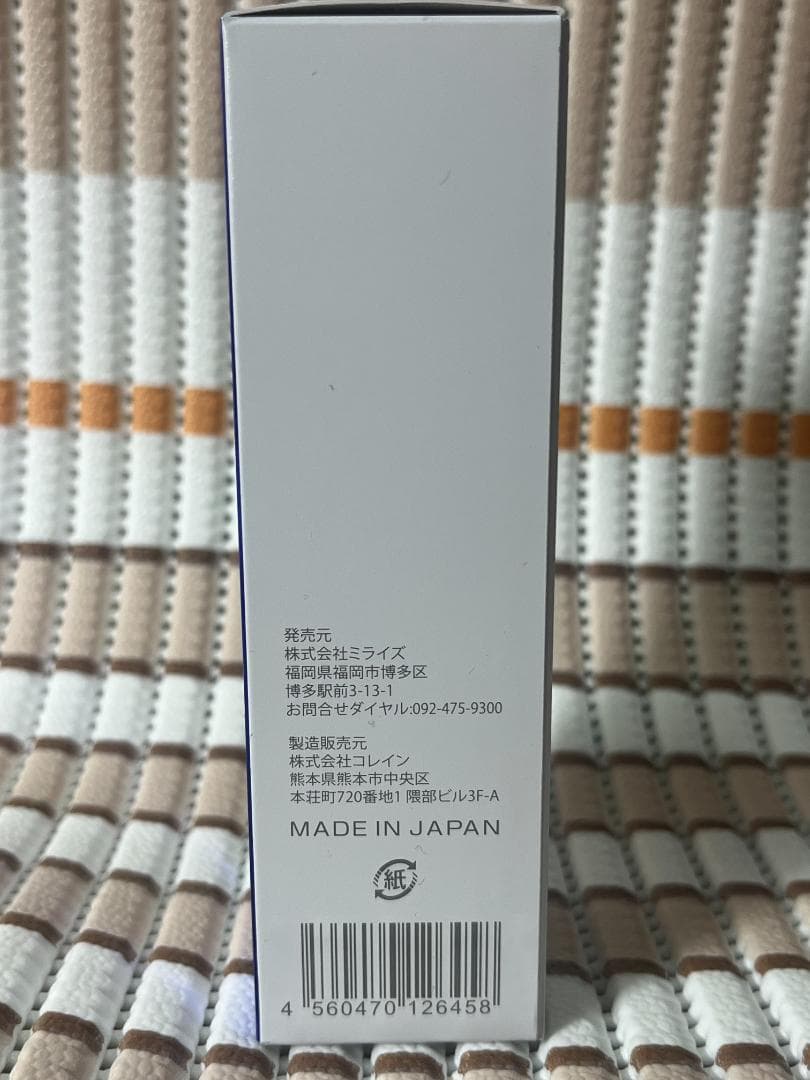 発売元
株式会社ミライズ
福岡県福岡市博多区
博多駅前3-13-1
お問合せダイヤル:092-475-9300
製造販売元
株式会社コレイン
熊本県熊本市中央区
本荘町720番地1 隈部ビル3F-A
MADE IN JAPAN
紙
4 560470 126458